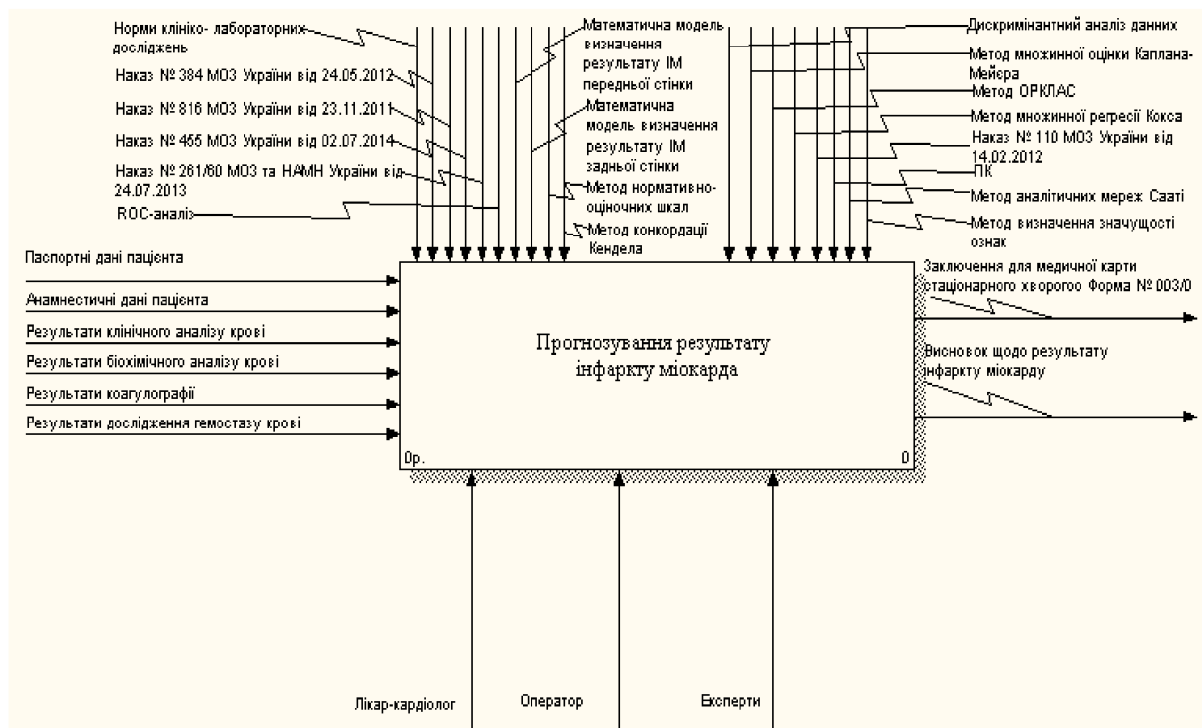 Норми клініко- лабораторних
досліджень
Наказ № 384 МОЗ України від 24.05.2012
Наказ № 816 МОЗ України від 23.11.2011
Наказ № 455 МОЗ України від 02.07.2014
Наказ № 261/60 МОЗ та НАМН України від
24.07.2013
ROC-аналіз
Математична модель
визначення
результату ІМ
передньої стінки
Математична
модель визначення
результату ІМ
задньої стінки
Метод нормативно-
оціночних шкал
Метод конкордації
Кендела
Дискримінантний аналіз данних
Метод множинної оцінки Каплана-
Мейєра
Метод ОРКЛАС
Метод множинної регресії Кокса
Наказ № 110 МОЗ України від
14.02.2012
ПК
Метод аналітичних мереж Сааті
Метод визначення значущості
ознак
Паспортні дані пацієнта
Анамнестичні дані пацієнта
Результати клінічного аналізу крові
Результати біохімічного аналізу крові
Результати коагулографії
Результати дослідження гемостазу крові
Прогнозування результату
інфаркту міокарда
0р.
0
Заключення для медичної карти
стаціонарного хворогоо Форма № 003/0
Висновок щодо результату
інфаркту міокарду
Лікар-кардіолог
Оператор
Експерти